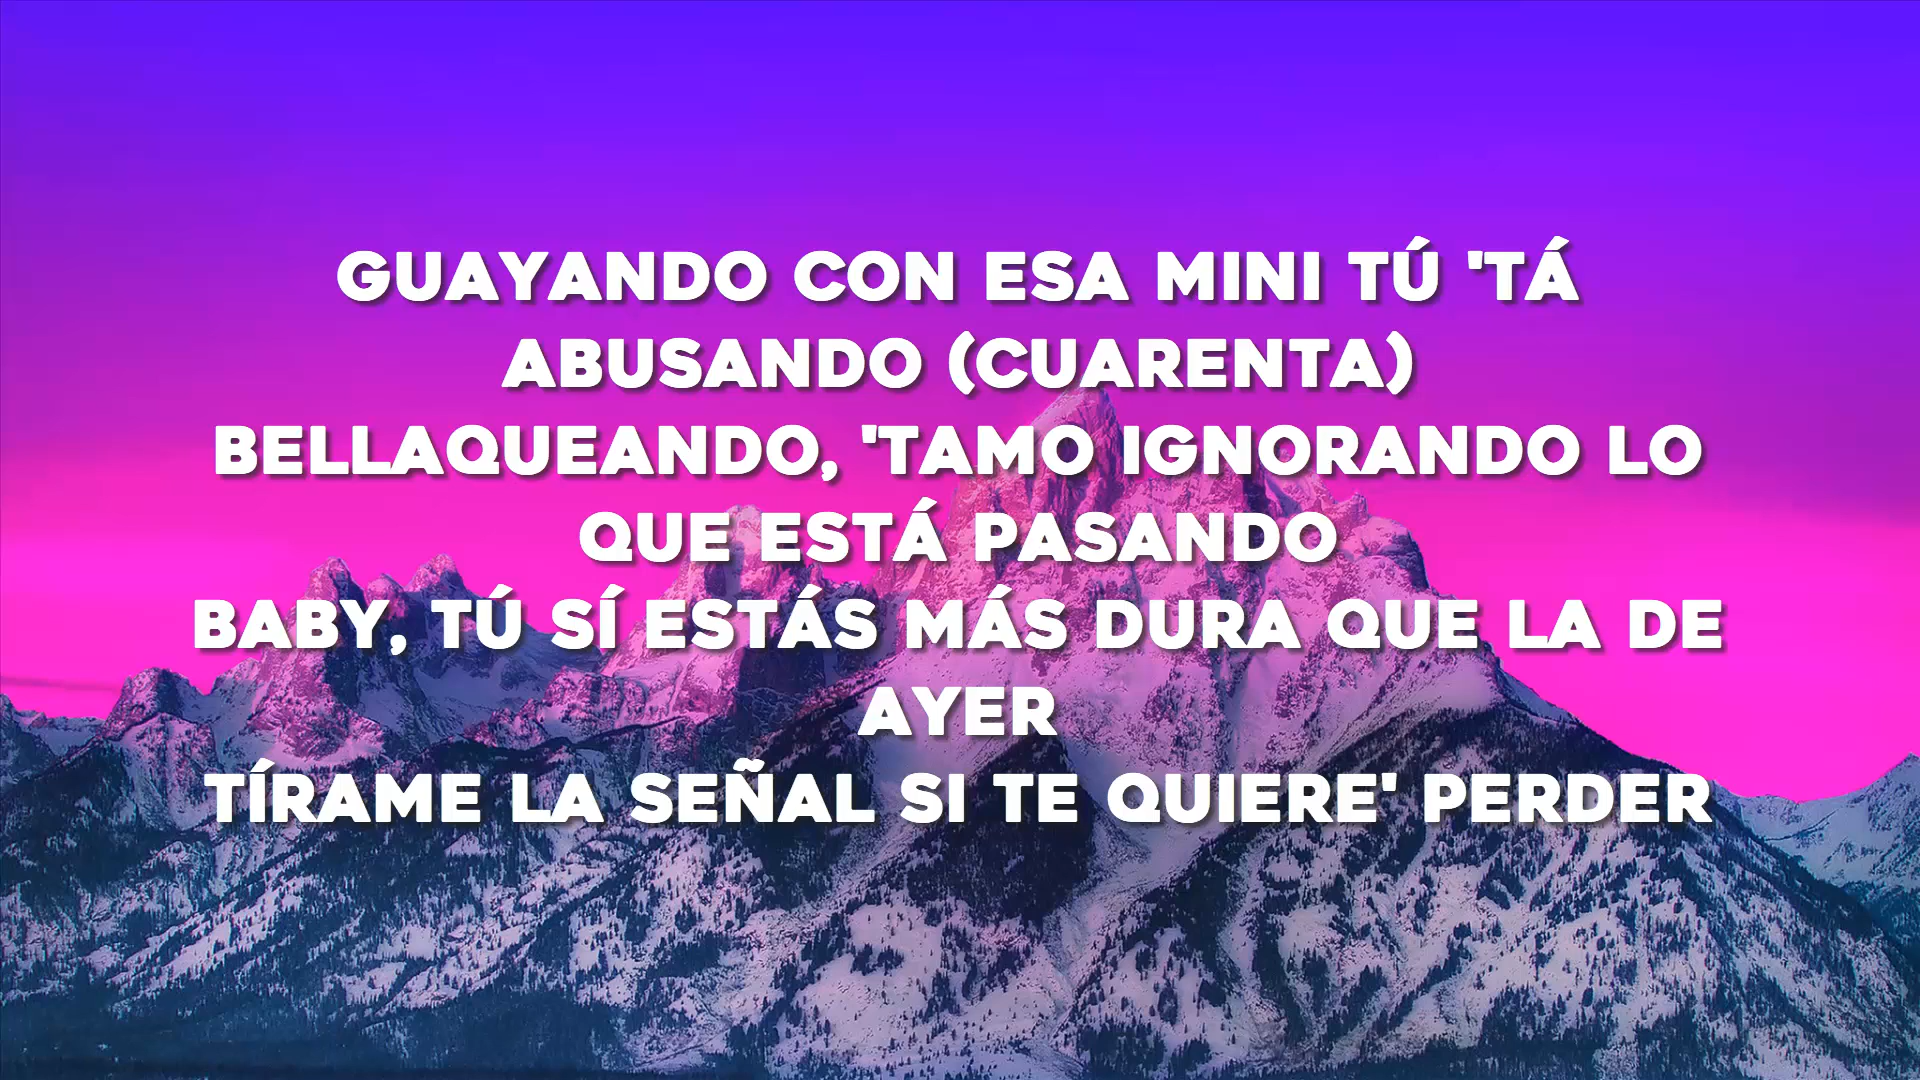 GUAYANDO CON ESA MINI TÚ 'TÁ
ABUSANDO (CUARENTA)
BELLAQUEANDO, 'TAMO IGNORANDO LO
QUE ESTÁ PASANDO
BABY, TÚ SÍ ESTÁS MÁS DURA QUE LA DE
AYER
TÍRAME LA SEÑAL SI TE QUIERE' PERDER